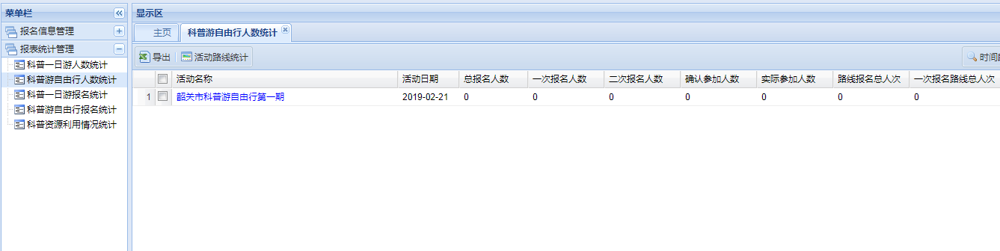 菜单栏
报名信息管理
报表统计管理
科普一日游人数统计
科普游自由行人数统计
科普一日游报名统计
科普游自由行报名统计
科普资源利用情况统计
显示区
主页 科普游自由行人数统计
导出 活动路线统计 时间
活动名称 活动日期 总报名人数 一次报名人数 二次报名人数 确认参加人数 实际参加人数 路线报名总人次 一次报名路线总人次
1 韶关市科普游自由行第一期 2019-02-21 0 0 0 0 0 0 0